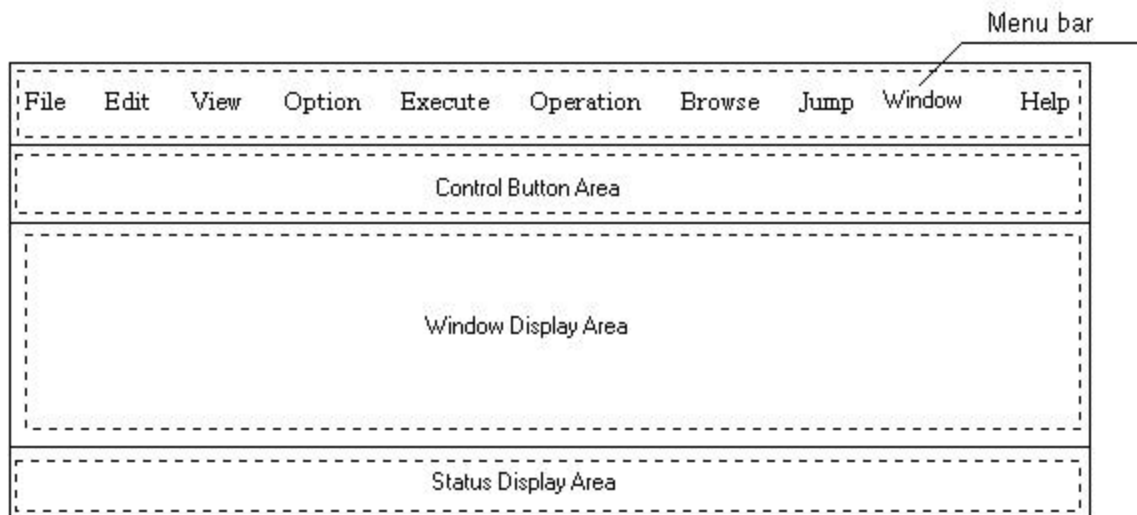 Menu bar
File Edit View Option Execute Operation Browse Jump Window Help
Control Button Area
Window Display Area
Status Display Area